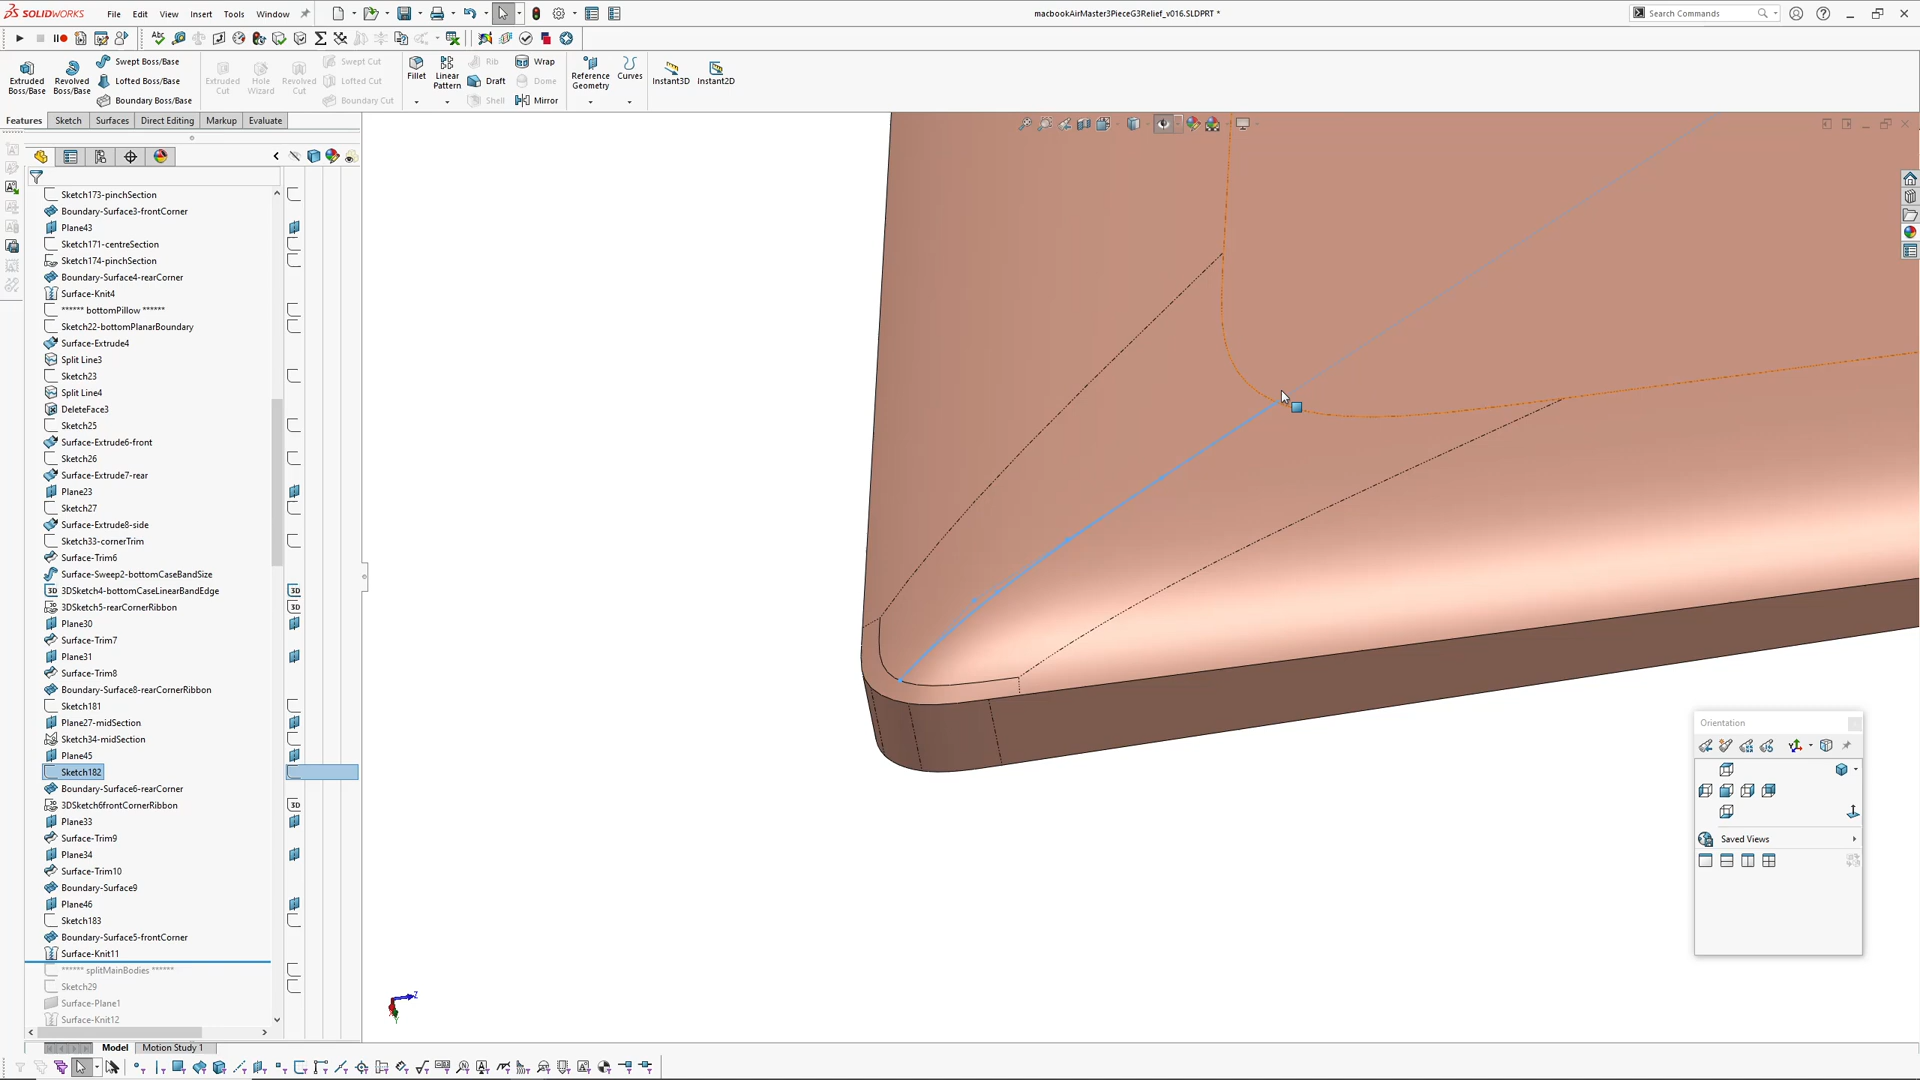 SOLIDWORKS
File
Edit
View
Insert
Tools
Window
macbookAirMaster3PieceG3Relief_v016.SLDPRT *
Search Commands
Extruded Boss/Base
Revolved Boss/Base
Swept Boss/Base
Lofted Boss/Base
Boundary Boss/Base
Extruded Cut
Hole Wizard
Revolved Cut
Swept Cut
Lofted Cut
Boundary Cut
Fillet
Linear Pattern
Rib
Draft
Shell
Wrap
Dome
Mirror
Reference Geometry
Curves
Instant3D
Instant2D
Features
Sketch
Surfaces
Direct Editing
Markup
Evaluate
Sketch173-pinchSection
Boundary-Surface3-frontCorner
Plane43
Sketch171-centreSection
Sketch174-pinchSection
Boundary-Surface4-rearCorner
Surface-Knit4
****** bottomPillow ******
Sketch22-bottomPlanarBoundary
Surface-Extrude4
Split Line3
Sketch23
Split Line4
DeleteFace3
Sketch25
Surface-Extrude6-front
Sketch26
Surface-Extrude7-rear
Plane23
Sketch27
Surface-Extrude8-side
Sketch33-cornerTrim
Surface-Trim6
Surface-Sweep2-bottomCaseBandSize
3DSketch4-bottomCaseLinearBandEdge
3DSketch5-rearCornerRibbon
Plane30
Surface-Trim7
Plane31
Surface-Trim8
Boundary-Surface8-rearCornerRibbon
Sketch181
Plane27-midSection
Sketch34-midSection
Plane45
Sketch182
Boundary-Surface6-rearCorner
3DSketch6frontCornerRibbon
Plane33
Surface-Trim9
Plane34
Surface-Trim10
Boundary-Surface9
Plane46
Sketch183
Boundary-Surface5-frontCorner
Surface-Knit11
****** splitMainBodies ******
Sketch29
Surface-Plane1
Surface-Knit12
Orientation
Saved Views
Z
Y
Model
Motion Study 1